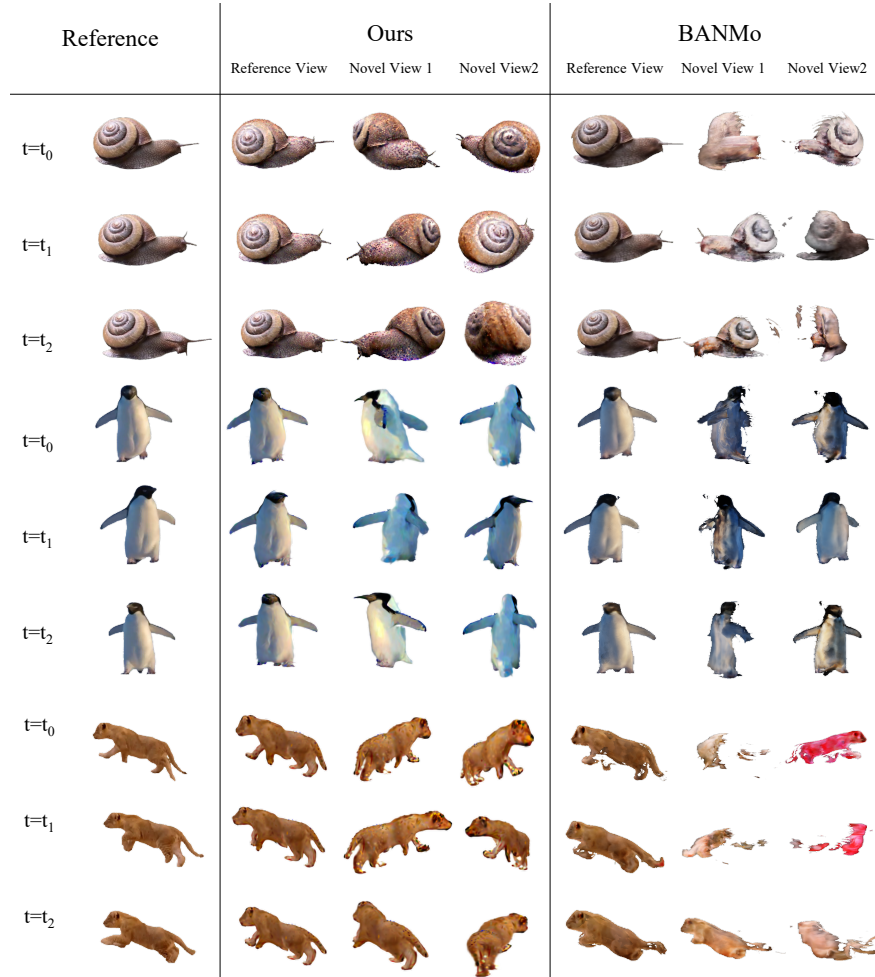 Reference
Ours
BANMo
Reference View
Novel View 1
Novel View2
Reference View
Novel View 1
Novel View2
t=t₀
t=t₁
t=t₂
t=t₀
t=t₁
t=t₂
t=t₀
t=t₁
t=t₂